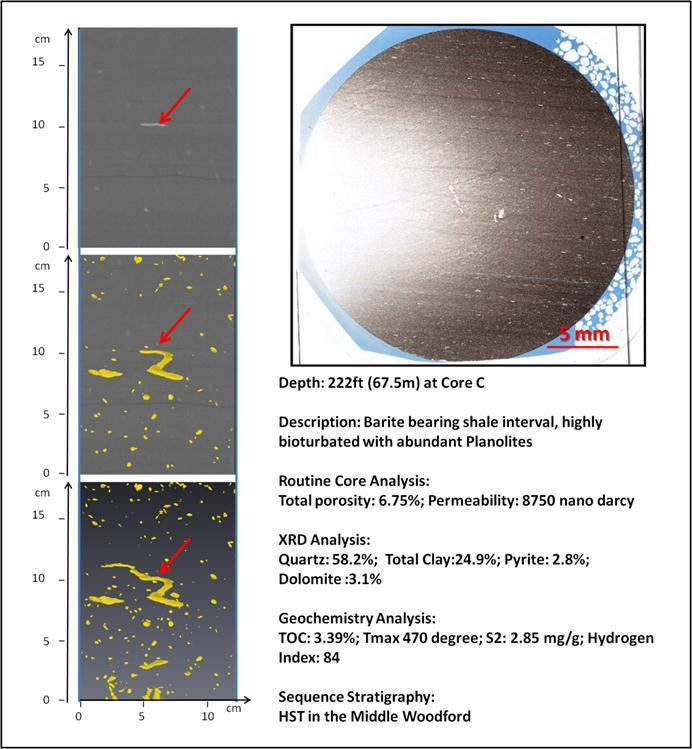 cm
15
10
5
0
cm
15
10
5
0
cm
15
10
5
0
0 5 10 cm
5 mm
Depth: 222ft (67.5m) at Core C
Description: Barite bearing shale interval, highly
bioturbated with abundant Planolites
Routine Core Analysis:
Total porosity: 6.75%; Permeability: 8750 nano darcy
XRD Analysis:
Quartz: 58.2%; Total Clay:24.9%; Pyrite: 2.8%;
Dolomite :3.1%
Geochemistry Analysis:
TOC: 3.39%; Tmax 470 degree; S2: 2.85 mg/g; Hydrogen
Index: 84
Sequence Stratigraphy:
HST in the Middle Woodford